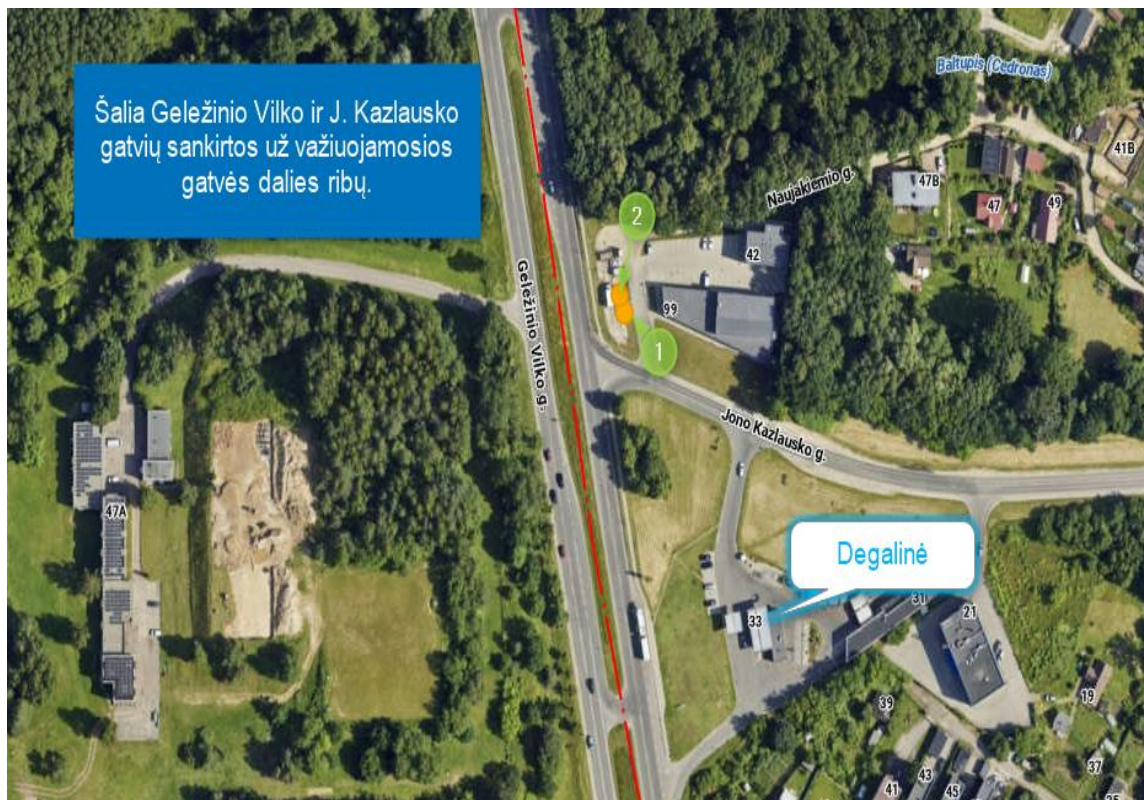 Šalia Geležinio Vilko ir J. Kazlausko
gatvių sankirtos už važiuojamosios
gatvės dalies ribų.
Baltupis (Cedronas)
41B
Naujakiemio g.
47B
47
49
2
42
Geležinio Vilko g.
99
1
Jono Kazlausko g.
47A
Degalinė
33
31
21
19
39
37
43
41
45
35